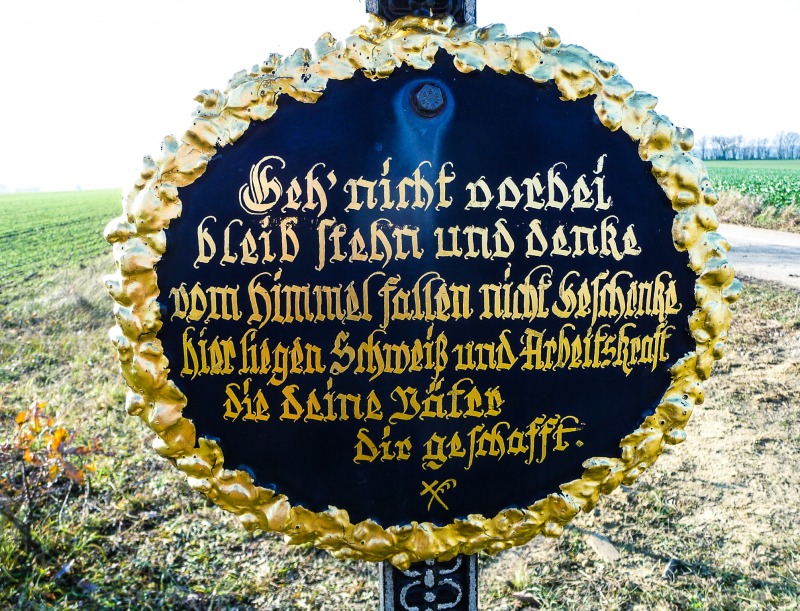 Geh' nicht vorbei
bleib stehn und denke
vom Himmel fallen nicht Geschenke
hier liegen Schweiß und Arbeitskraft
die deine Väter
dir geschafft.